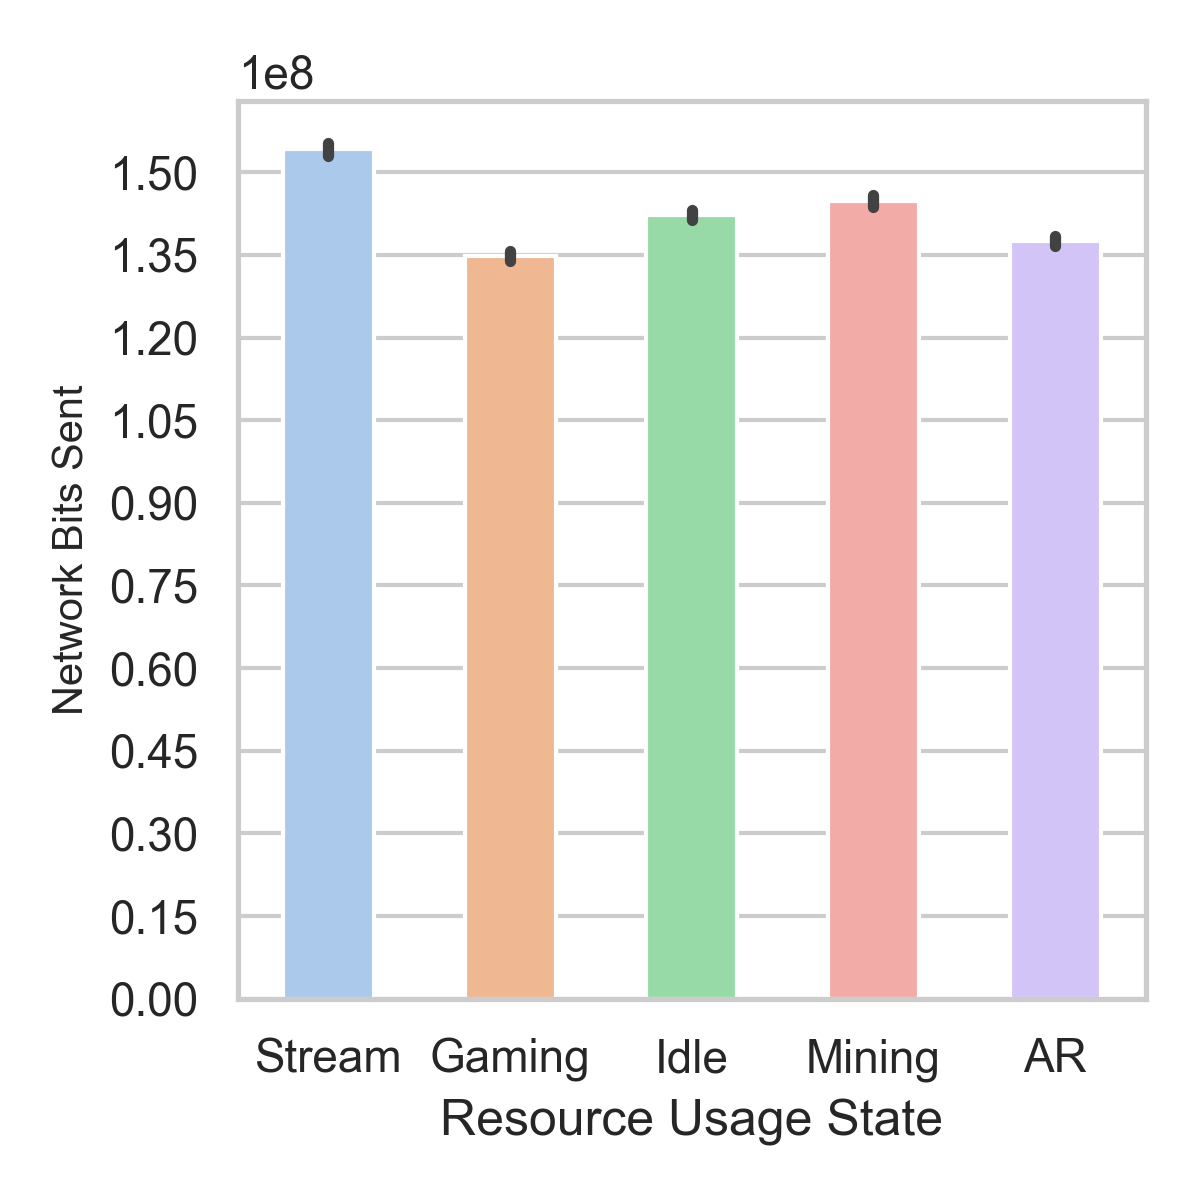 1e8
1.50
1.35
1.20
1.05
0.90
0.75
0.60
0.45
0.30
0.15
0.00
Network Bits Sent
Stream Gaming Idle Mining AR
Resource Usage State